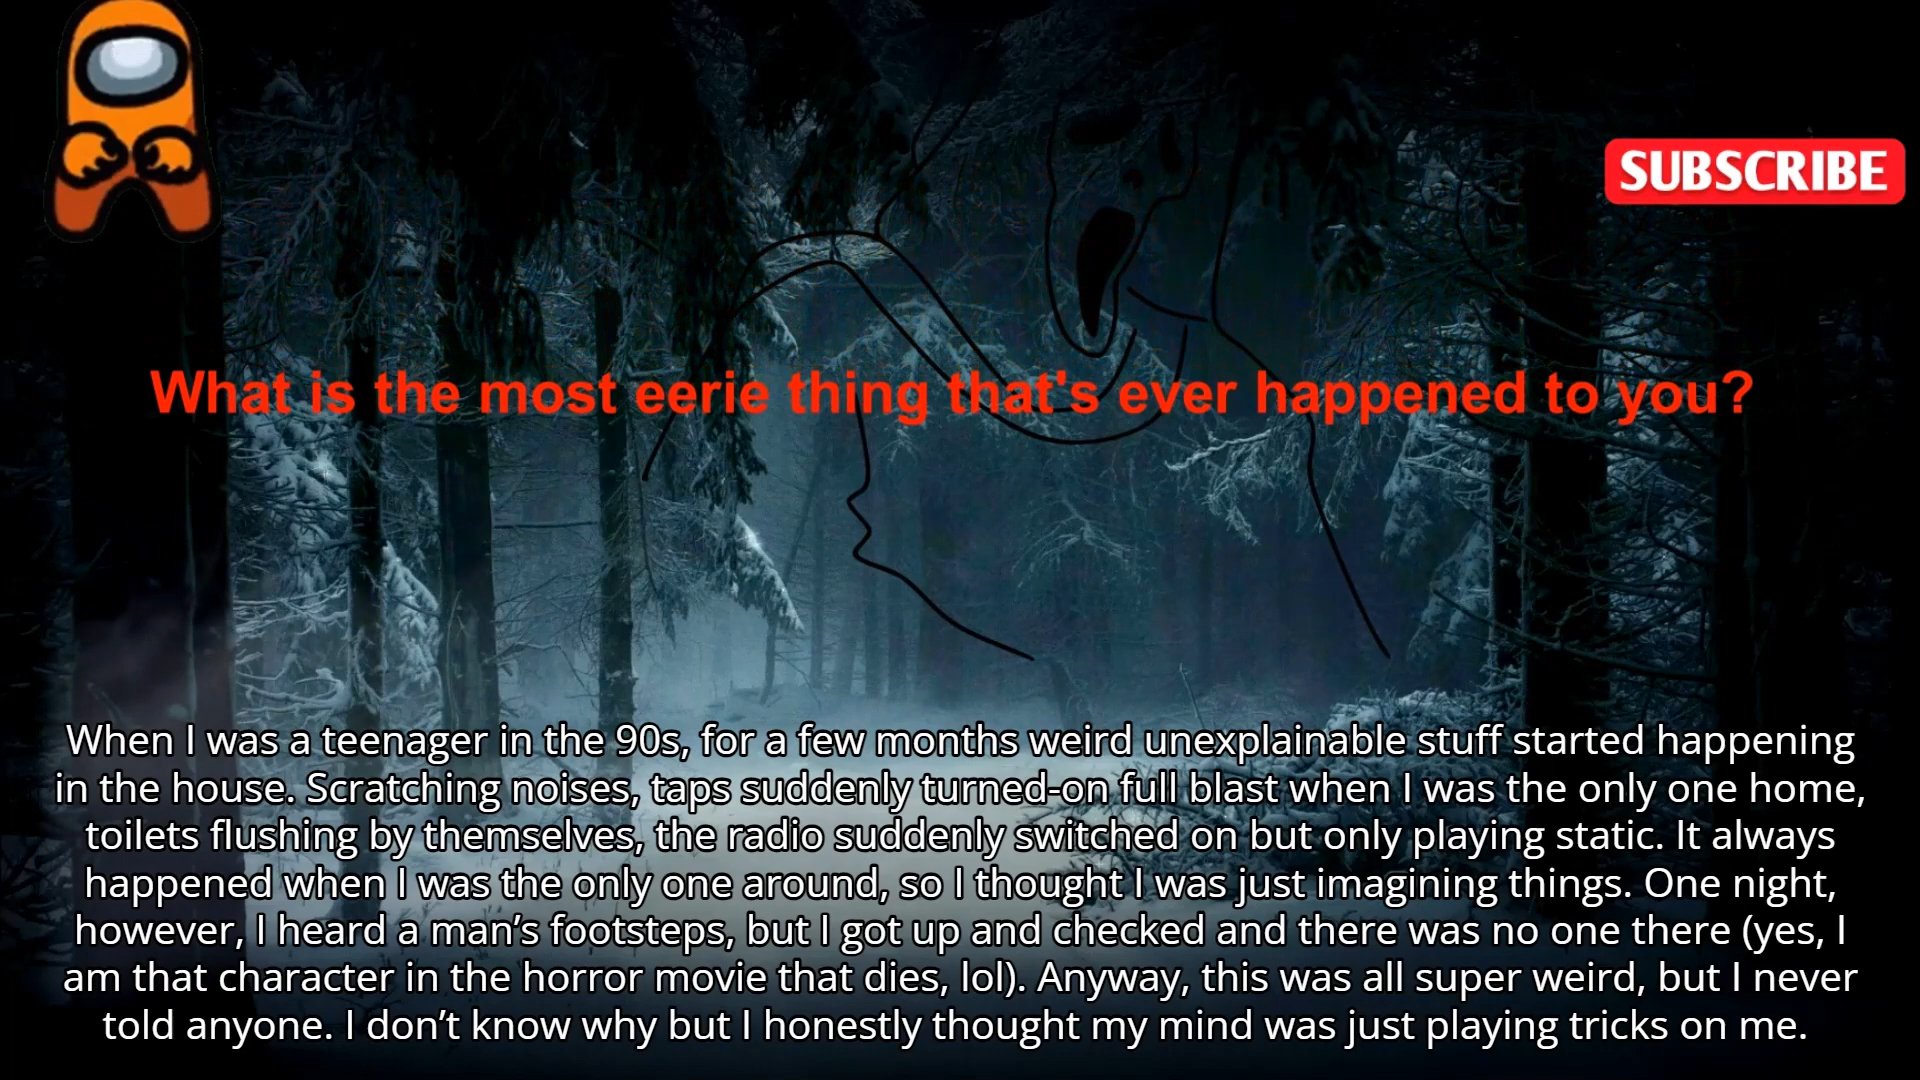 SUBSCRIBE
What is the most eerie thing that's ever happened to you?
When I was a teenager in the 90s, for a few months weird unexplainable stuff started happening
in the house. Scratching noises, taps suddenly turned-on full blast when I was the only one home,
toilets flushing by themselves, the radio suddenly switched on but only playing static. It always
happened when I was the only one around, so I thought I was just imagining things. One night,
however, I heard a man’s footsteps, but I got up and checked and there was no one there (yes, I
am that character in the horror movie that dies, lol). Anyway, this was all super weird, but I never
told anyone. I don’t know why but I honestly thought my mind was just playing tricks on me.